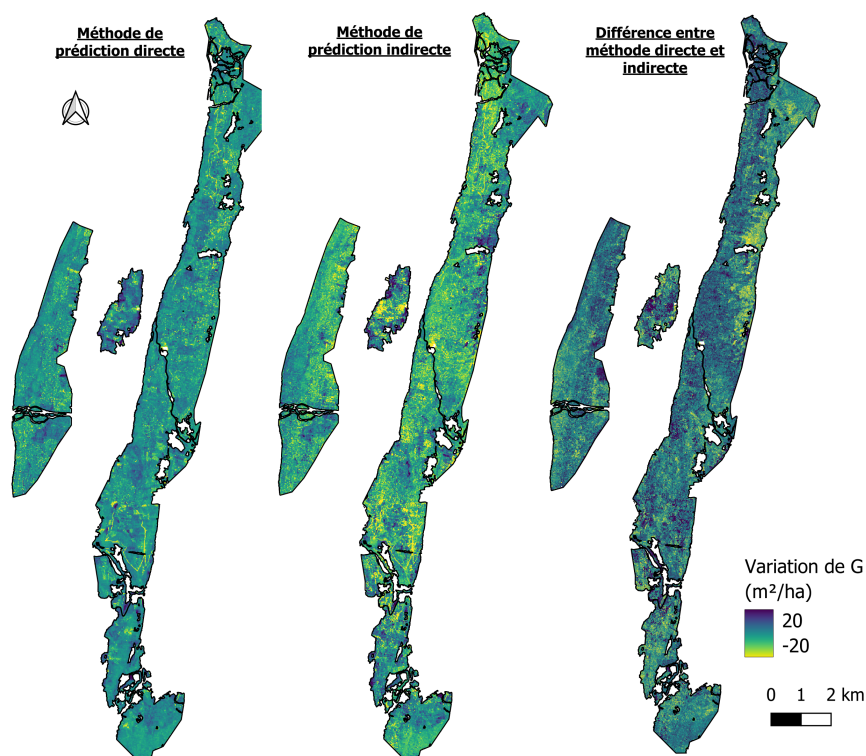 Méthode de
prédiction directe
Méthode de
prédiction indirecte
Différence entre
méthode directe et
indirecte
Variation de G
(m²/ha)
20
-20
0 1 2 km